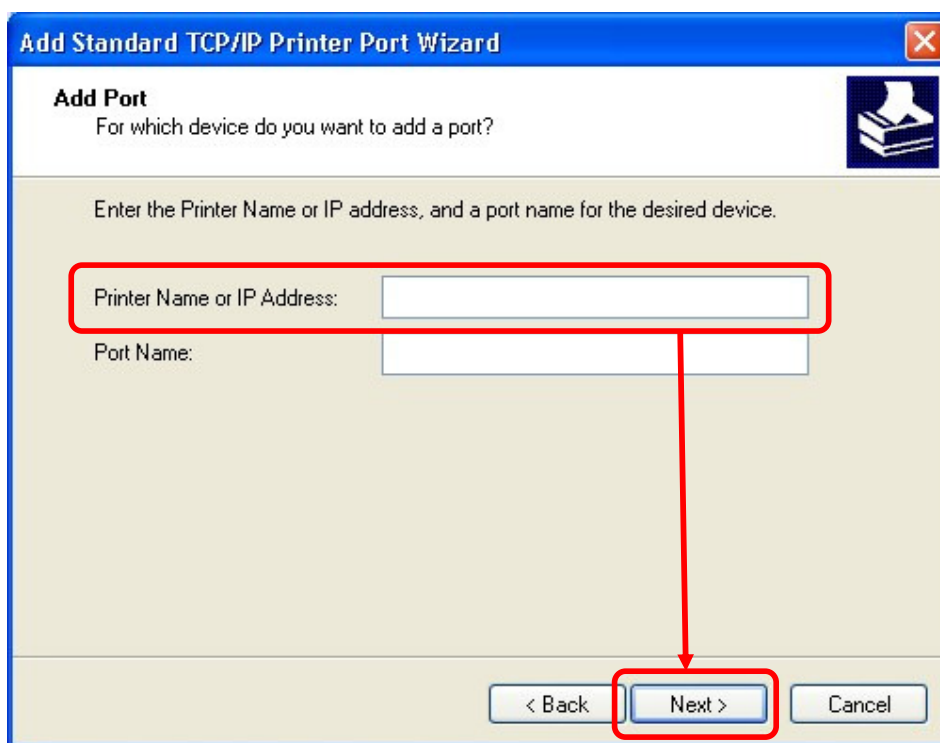 Add Standard TCP/IP Printer Port Wizard
Add Port
For which device do you want to add a port?
Enter the Printer Name or IP address, and a port name for the desired device.
Printer Name or IP Address:
Port Name:
< Back Next > Cancel